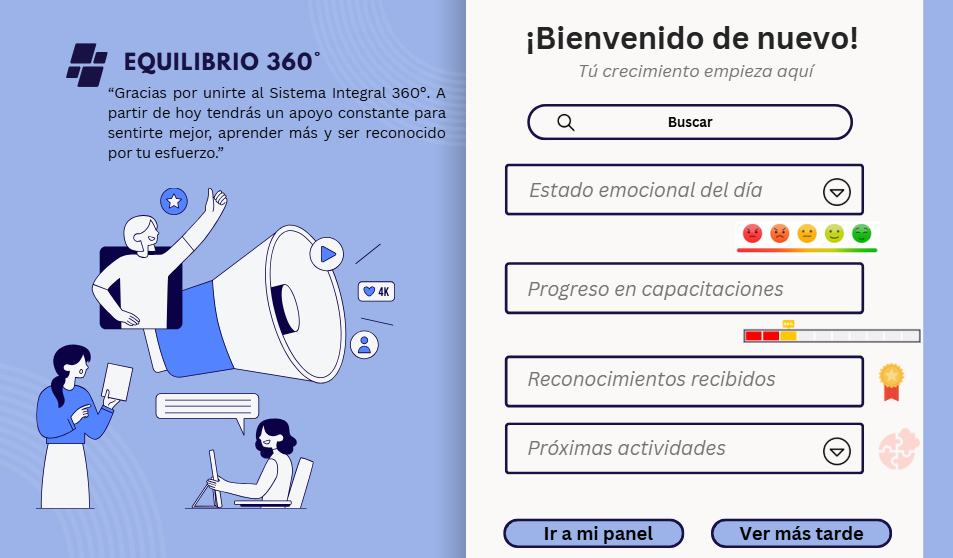 EQUILIBRIO 360°
“Gracias por unirte al Sistema Integral 360°. A
partir de hoy tendrás un apoyo constante para
sentirte mejor, aprender más y ser reconocido
por tu esfuerzo.”
4K
¡Bienvenido de nuevo!
Tú crecimiento empieza aquí
Buscar
Estado emocional del día
Progreso en capacitaciones
Reconocimientos recibidos
Próximas actividades
Ir a mi panel
Ver más tarde